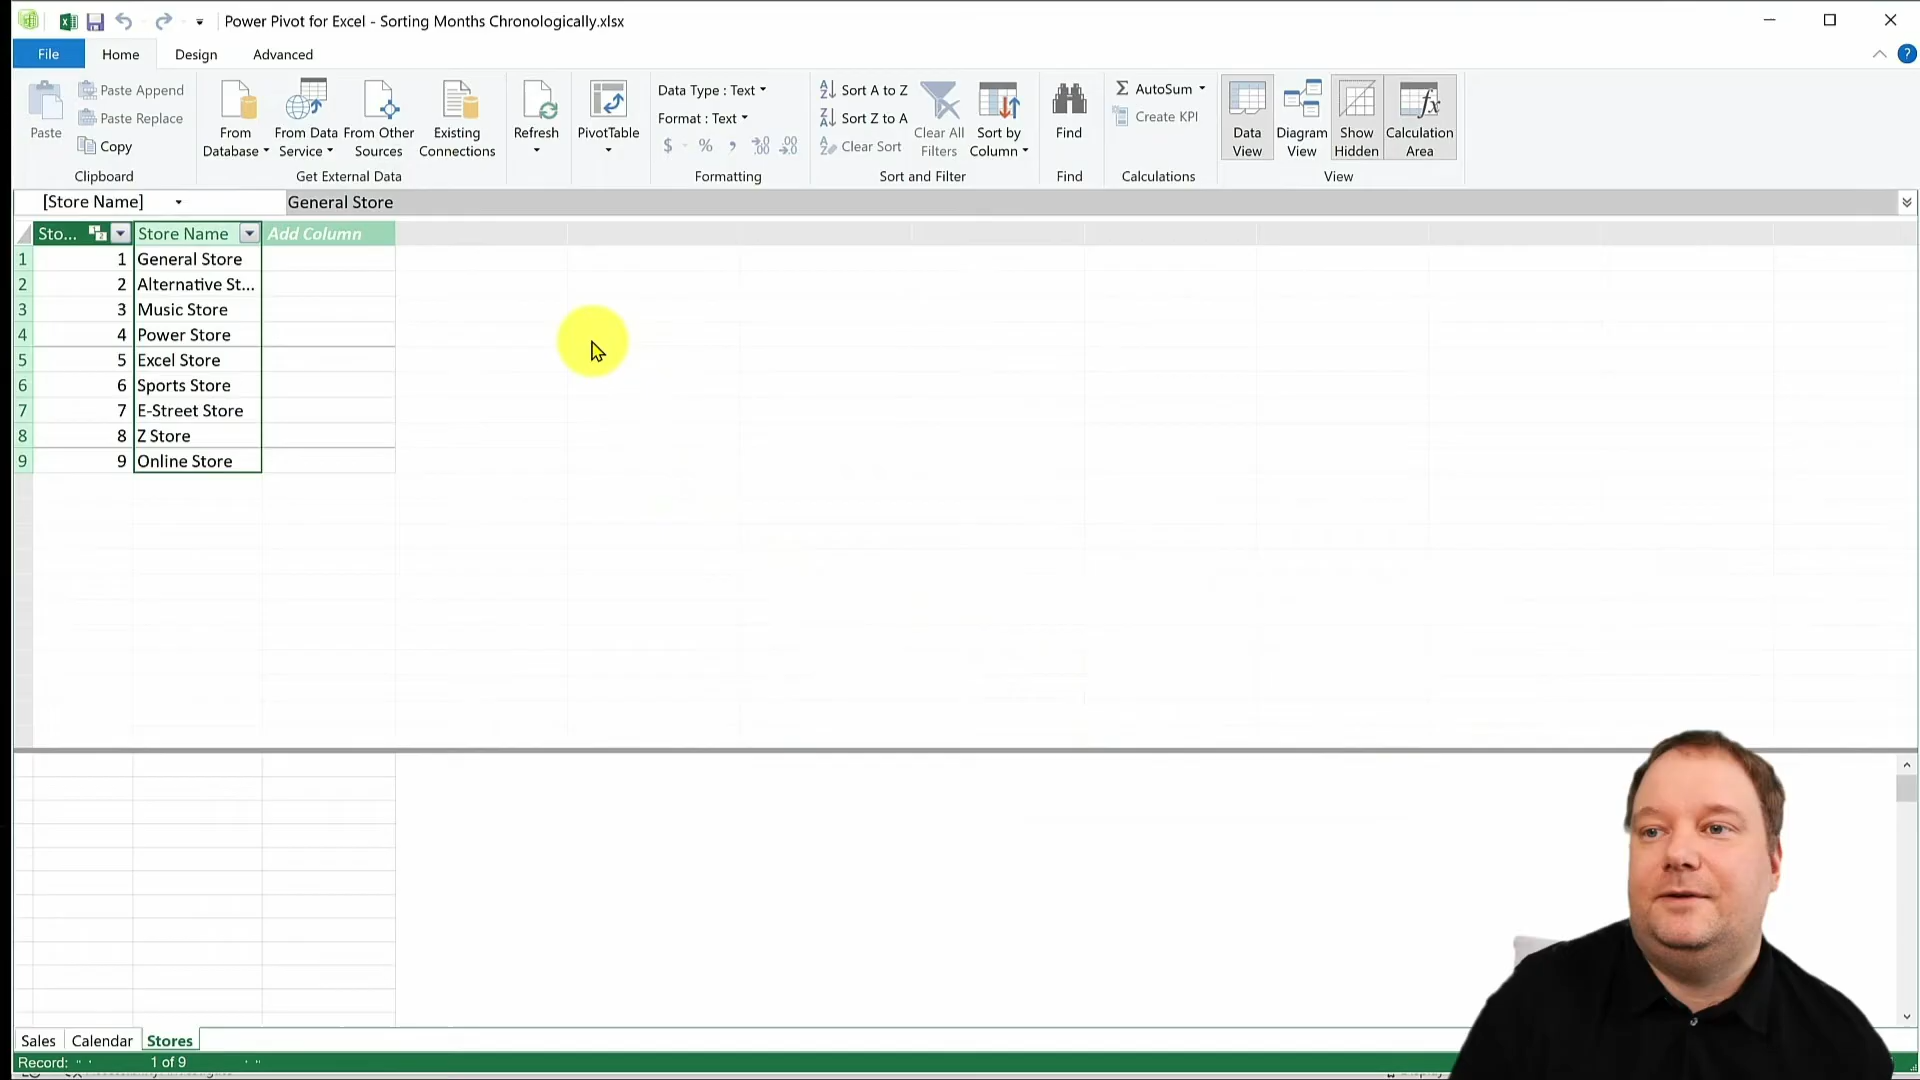 Power Pivot for Excel - Sorting Months Chronologically.xlsx
File Home Design Advanced
Paste
Paste Append
Paste Replace
Copy
Clipboard
From Database
From Data Service
From Other Sources
Existing Connections
Get External Data
Refresh
PivotTable
Data Type : Text
Format : Text
$ % ,
Formatting
Sort A to Z
Sort Z to A
Clear Sort
Clear All Filters
Sort by Column
Sort and Filter
Find
Find
AutoSum
Create KPI
Calculations
Data View
Diagram View
Show Hidden
Calculation Area
View
[Store Name] General Store
Sto... Store Name Add Column
1 1 General Store
2 2 Alternative St...
3 3 Music Store
4 4 Power Store
5 5 Excel Store
6 6 Sports Store
7 7 E-Street Store
8 8 Z Store
9 9 Online Store
Sales Calendar Stores
Record: 1 of 9